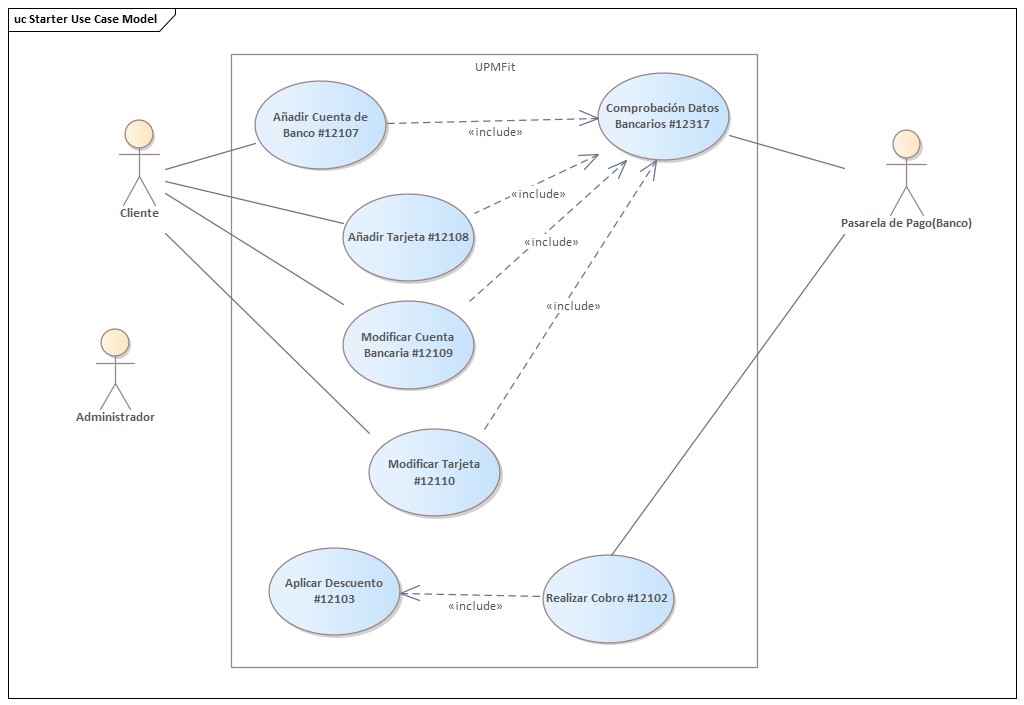 uc Starter Use Case Model
UPMFit
Añadir Cuenta de
Banco #12107
Comprobación Datos
Bancarios #12317
«include»
Cliente
Añadir Tarjeta #12108
«include»
Pasarela de Pago(Banco)
«include»
Modificar Cuenta
Bancaria #12109
«include»
Administrador
Modificar Tarjeta
#12110
Aplicar Descuento
#12103
«include»
Realizar Cobro #12102